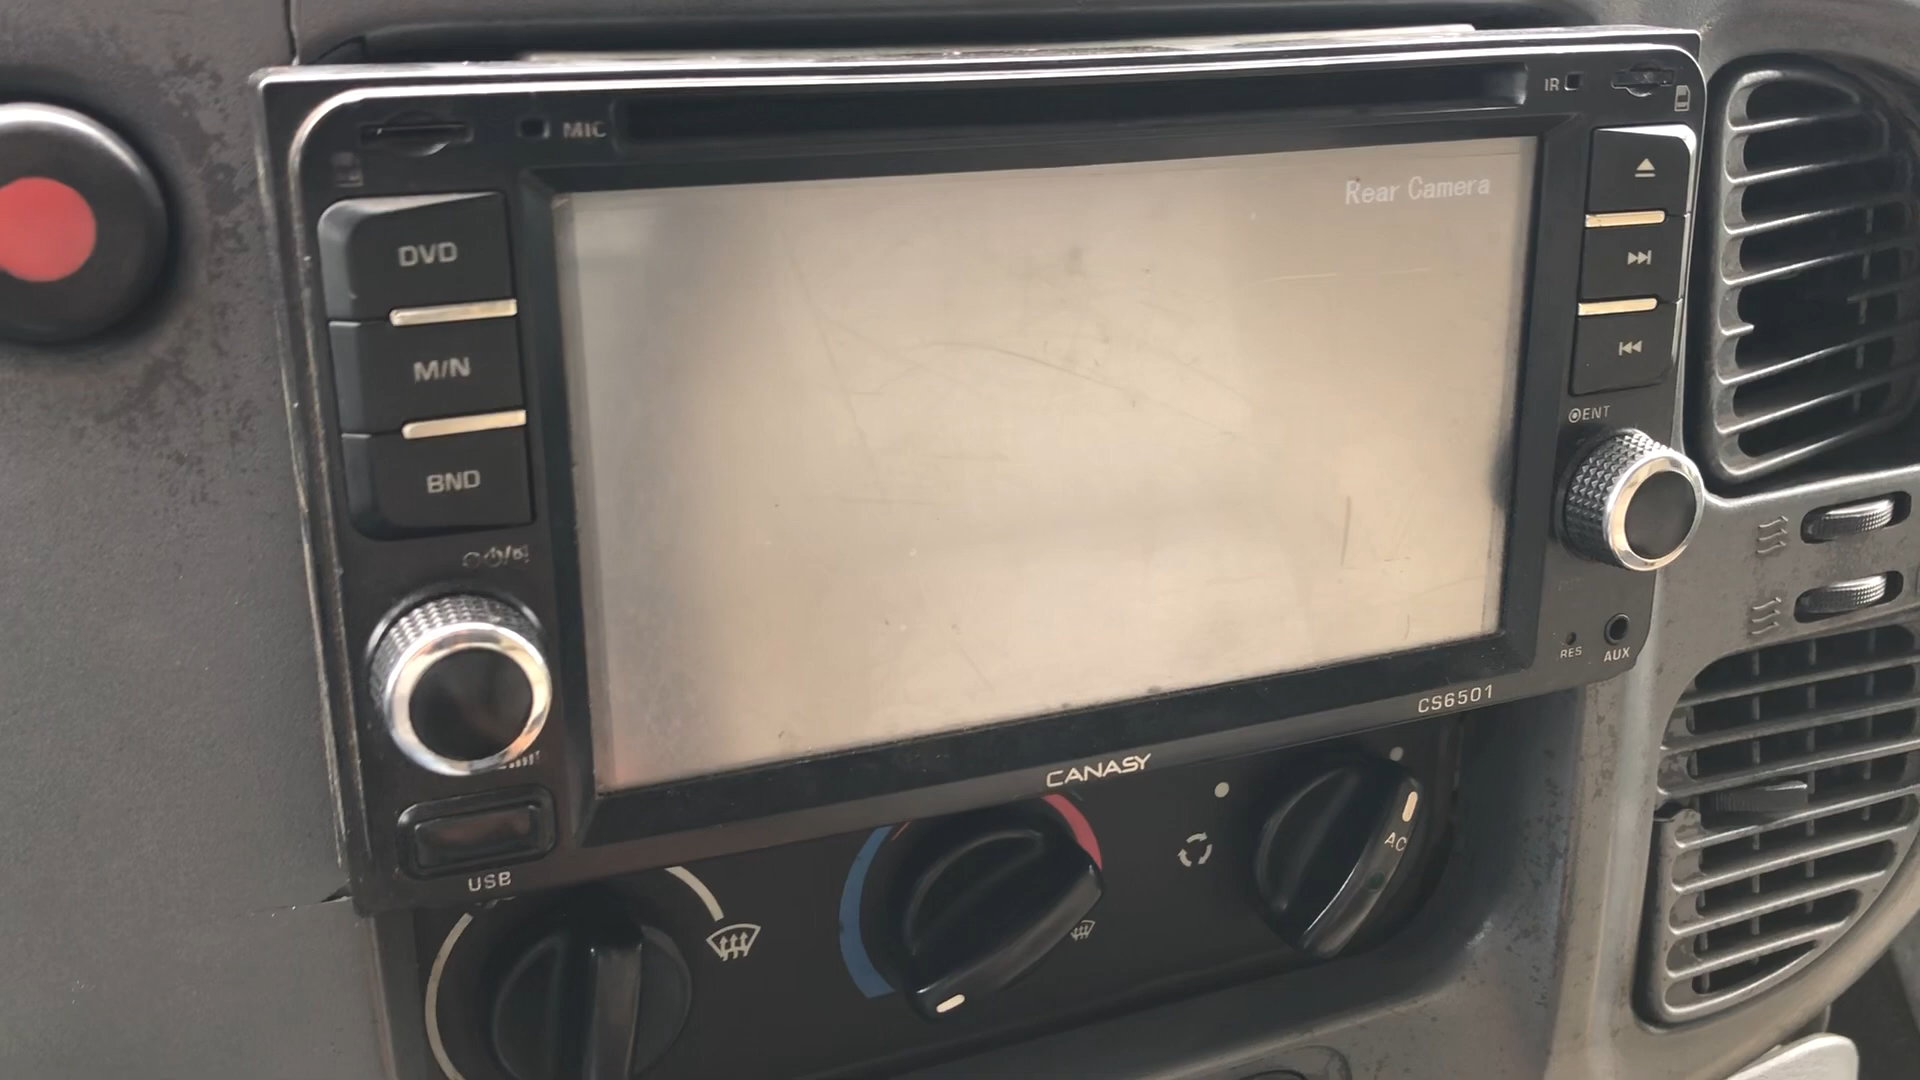 MIC
IR
Rear Camera
DVD
M/N
BND
ENT
RES
AUX
CS6501
CANASY
USB
AC